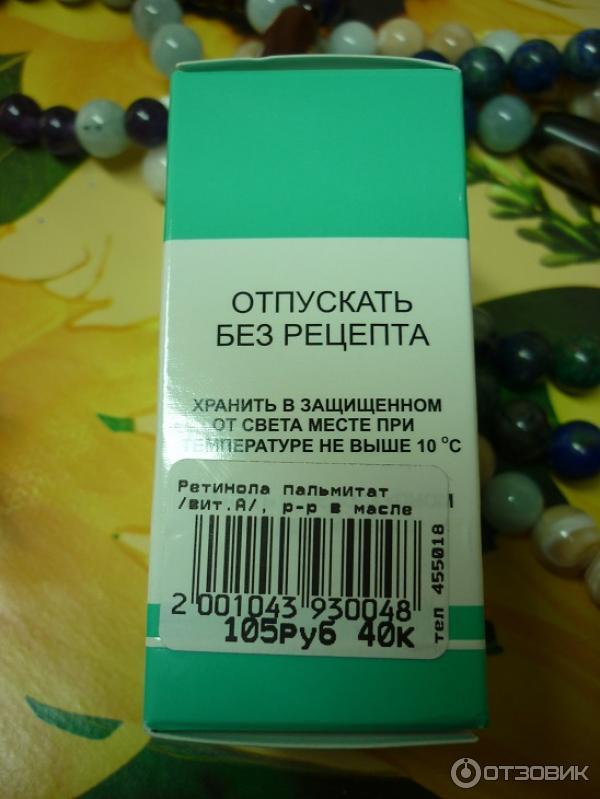 ОТПУСКАТЬ
БЕЗ РЕЦЕПТА
ХРАНИТЬ В ЗАЩИЩЕННОМ
ОТ СВЕТА МЕСТЕ ПРИ
ТЕМПЕРАТУРЕ НЕ ВЫШЕ 10 °С
Ретинола пальмитат
/вит.А/, р-р в масле
2 001043 930048
105Руб 40к
тел 455018
ОТЗОВИК